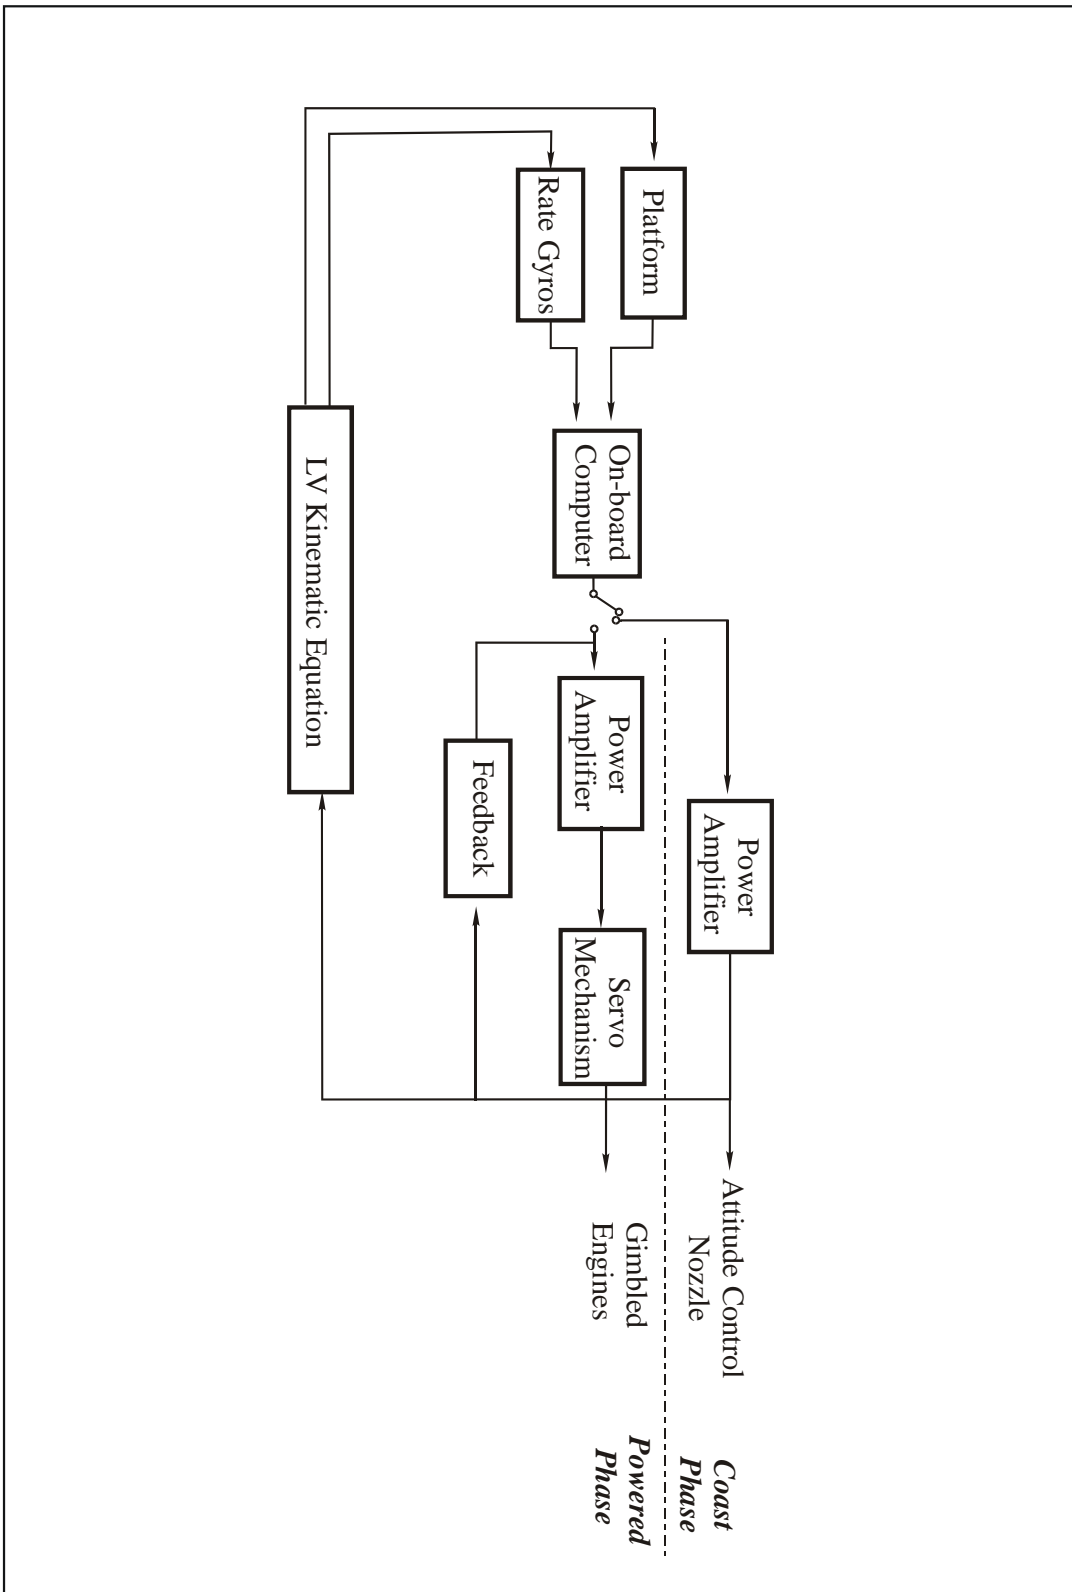 Platform
Rate Gyros
On-board
Computer
Power
Amplifier
Power
Amplifier
Servo
Mechanism
Feedback
LV Kinematic Equation
Attitude Control
Nozzle
Gimbled
Engines
Coast
Phase
Powered
Phase